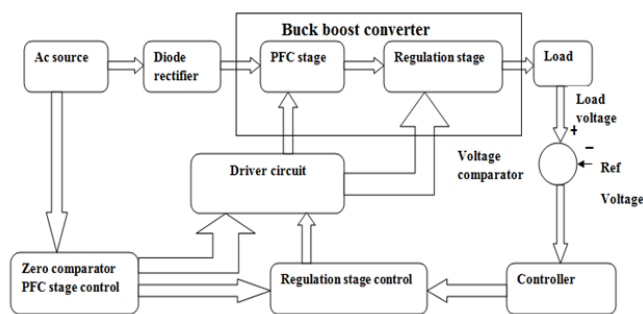 Buck boost converter
Ac source
Diode
rectifier
PFC stage
Regulation stage
Load
Load
voltage
+
−
Ref
Voltage
Voltage
comparator
Driver circuit
Zero comparator
PFC stage control
Regulation stage control
Controller